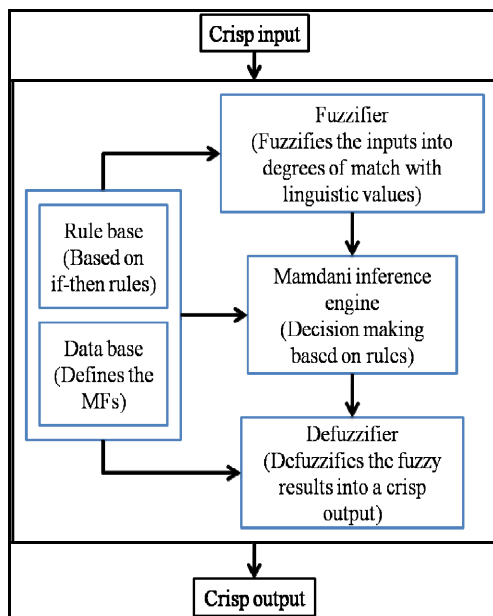 Crisp input
Fuzzifier
(Fuzzifies the inputs into
degrees of match with
linguistic values)
Rule base
(Based on
if-then rules)
Data base
(Defines the
MFs)
Mamdani inference
engine
(Decision making
based on rules)
Defuzzifier
(Defuzzifies the fuzzy
results into a crisp
output)
Crisp output